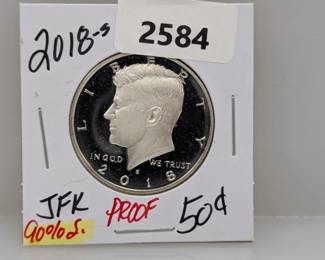 2018-s
2584
LIBERTY
IN GOD WE TRUST
S
2018
JFK PROOF 50¢
90% S.